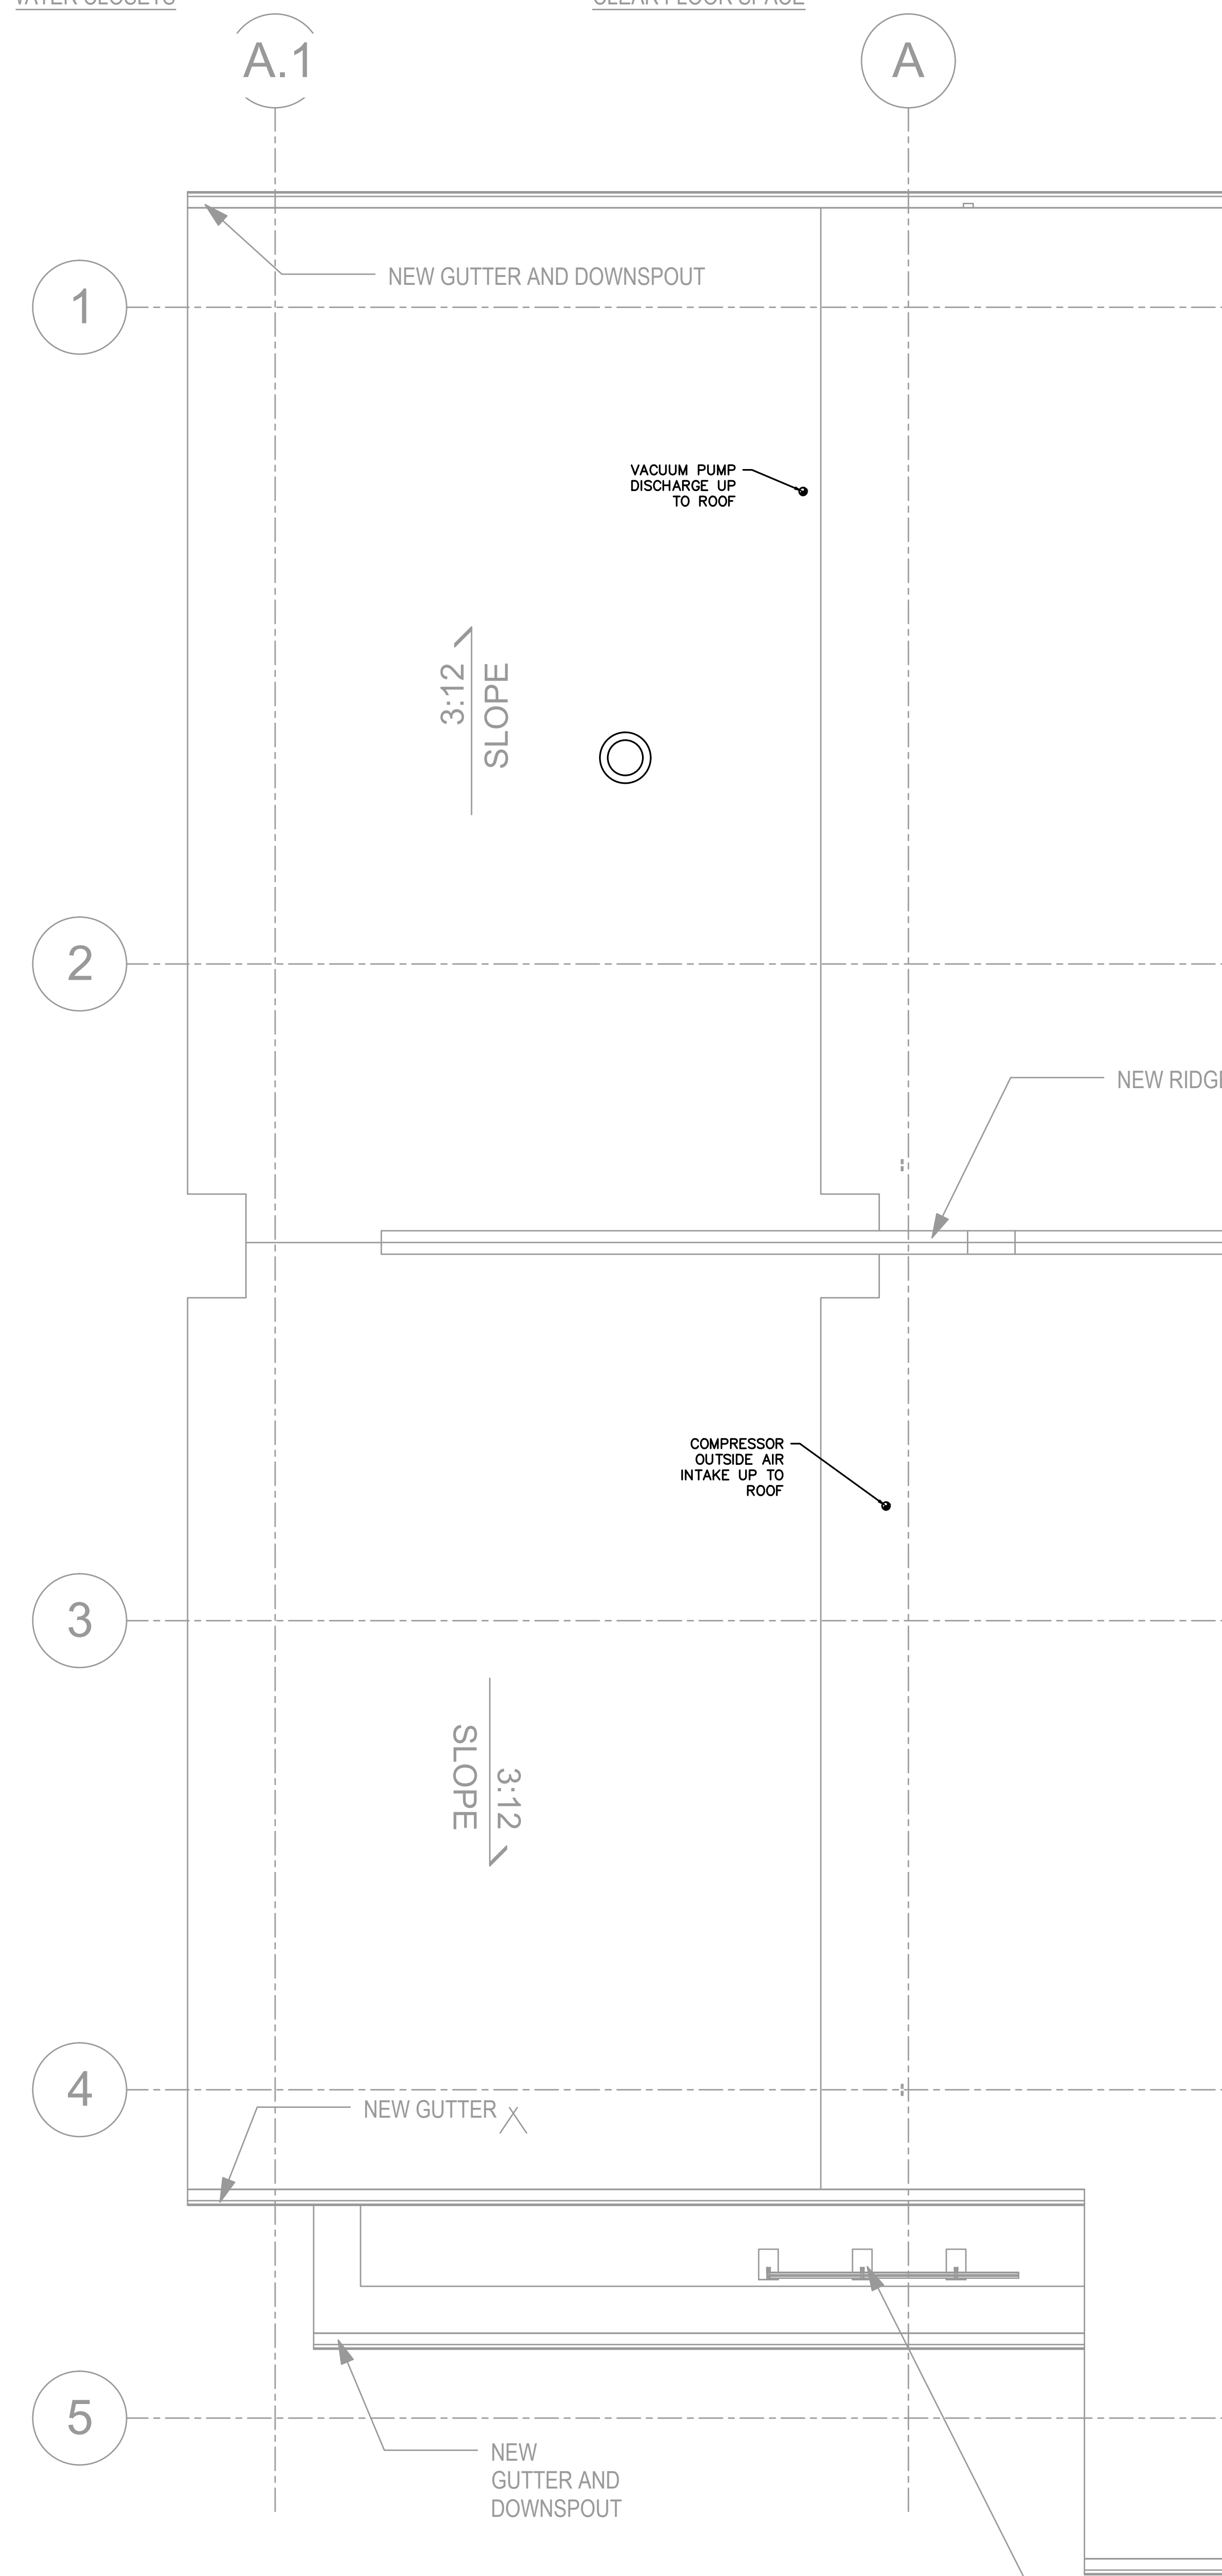 A.1
A
NEW GUTTER AND DOWNSPOUT
1
VACUUM PUMP
DISCHARGE UP
TO ROOF
3:12
SLOPE
2
NEW RIDGE
COMPRESSOR
OUTSIDE AIR
INTAKE UP TO
ROOF
3
3:12
SLOPE
4
NEW GUTTER
5
NEW
GUTTER AND
DOWNSPOUT